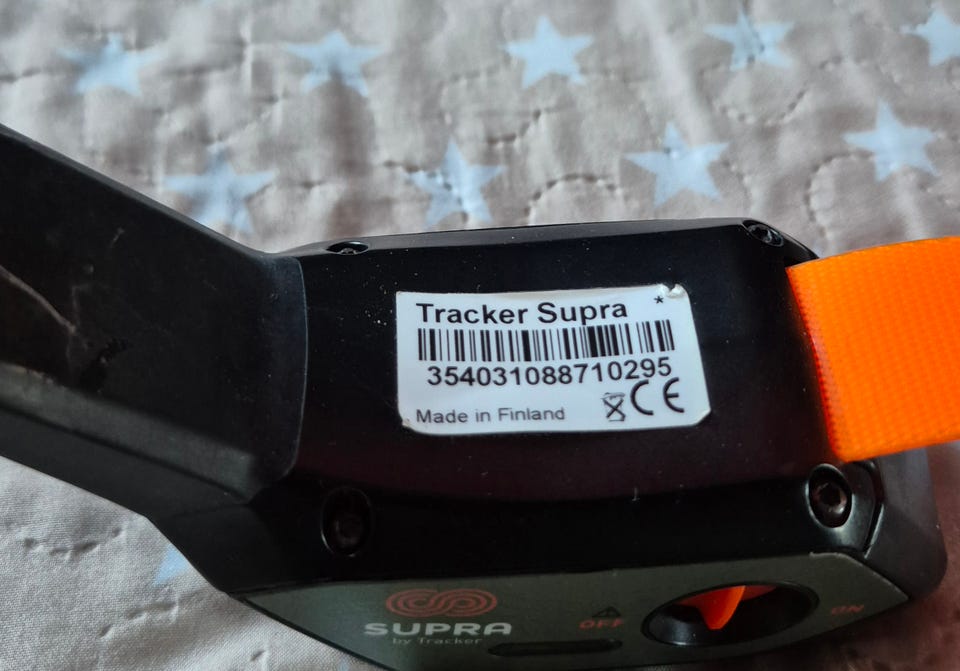 Tracker Supra *
354031088710295
Made in Finland CE
OFF
ON
SUPRA
by Tracker